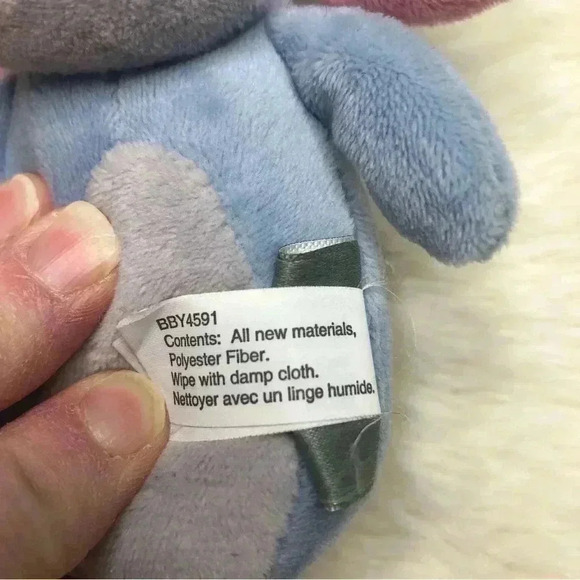 BBY4591
Contents: All new materials,
Polyester Fiber.
Wipe with damp cloth.
Nettoyer avec un linge humide.